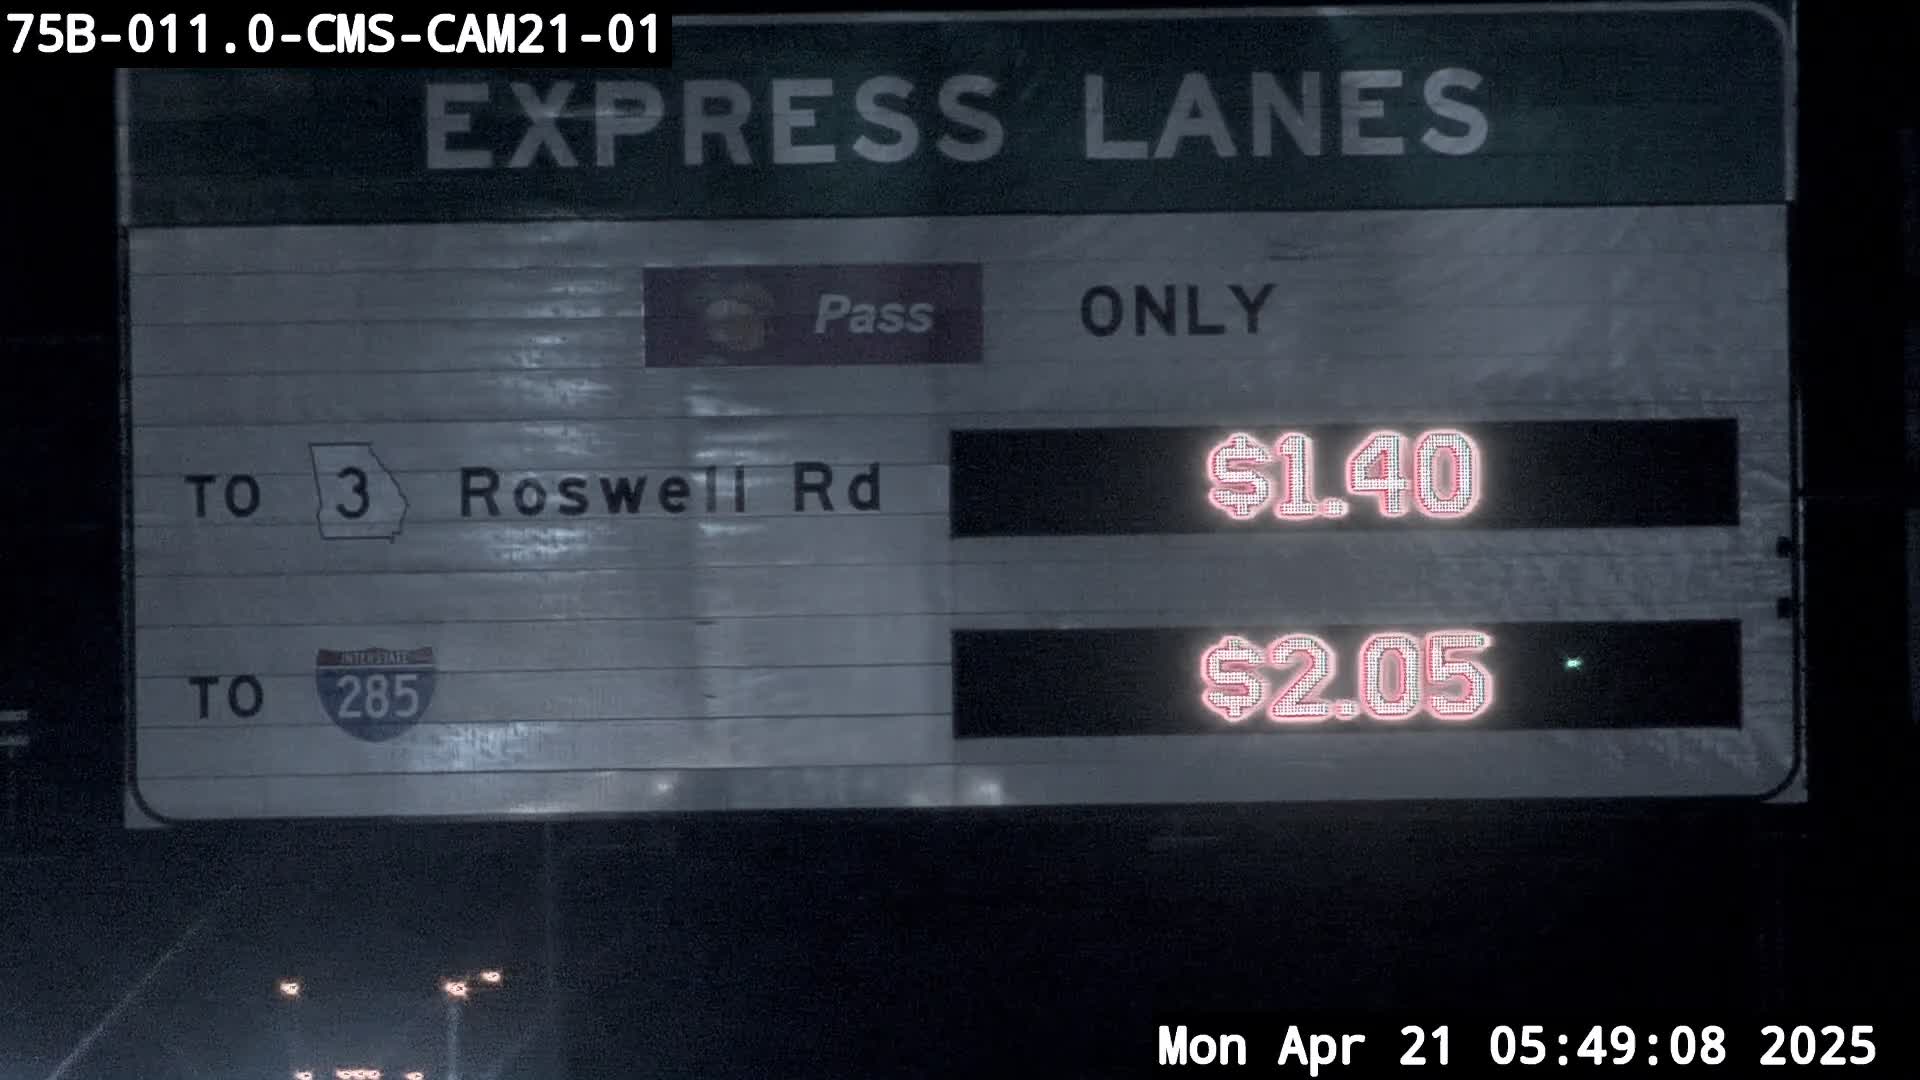 75B-011.0-CMS-CAM21-01
EXPRESS LANES
Pass ONLY
TO 3 Roswell Rd $1.40
INTERSTATE
TO 285 $2.05
Mon Apr 21 05:49:08 2025